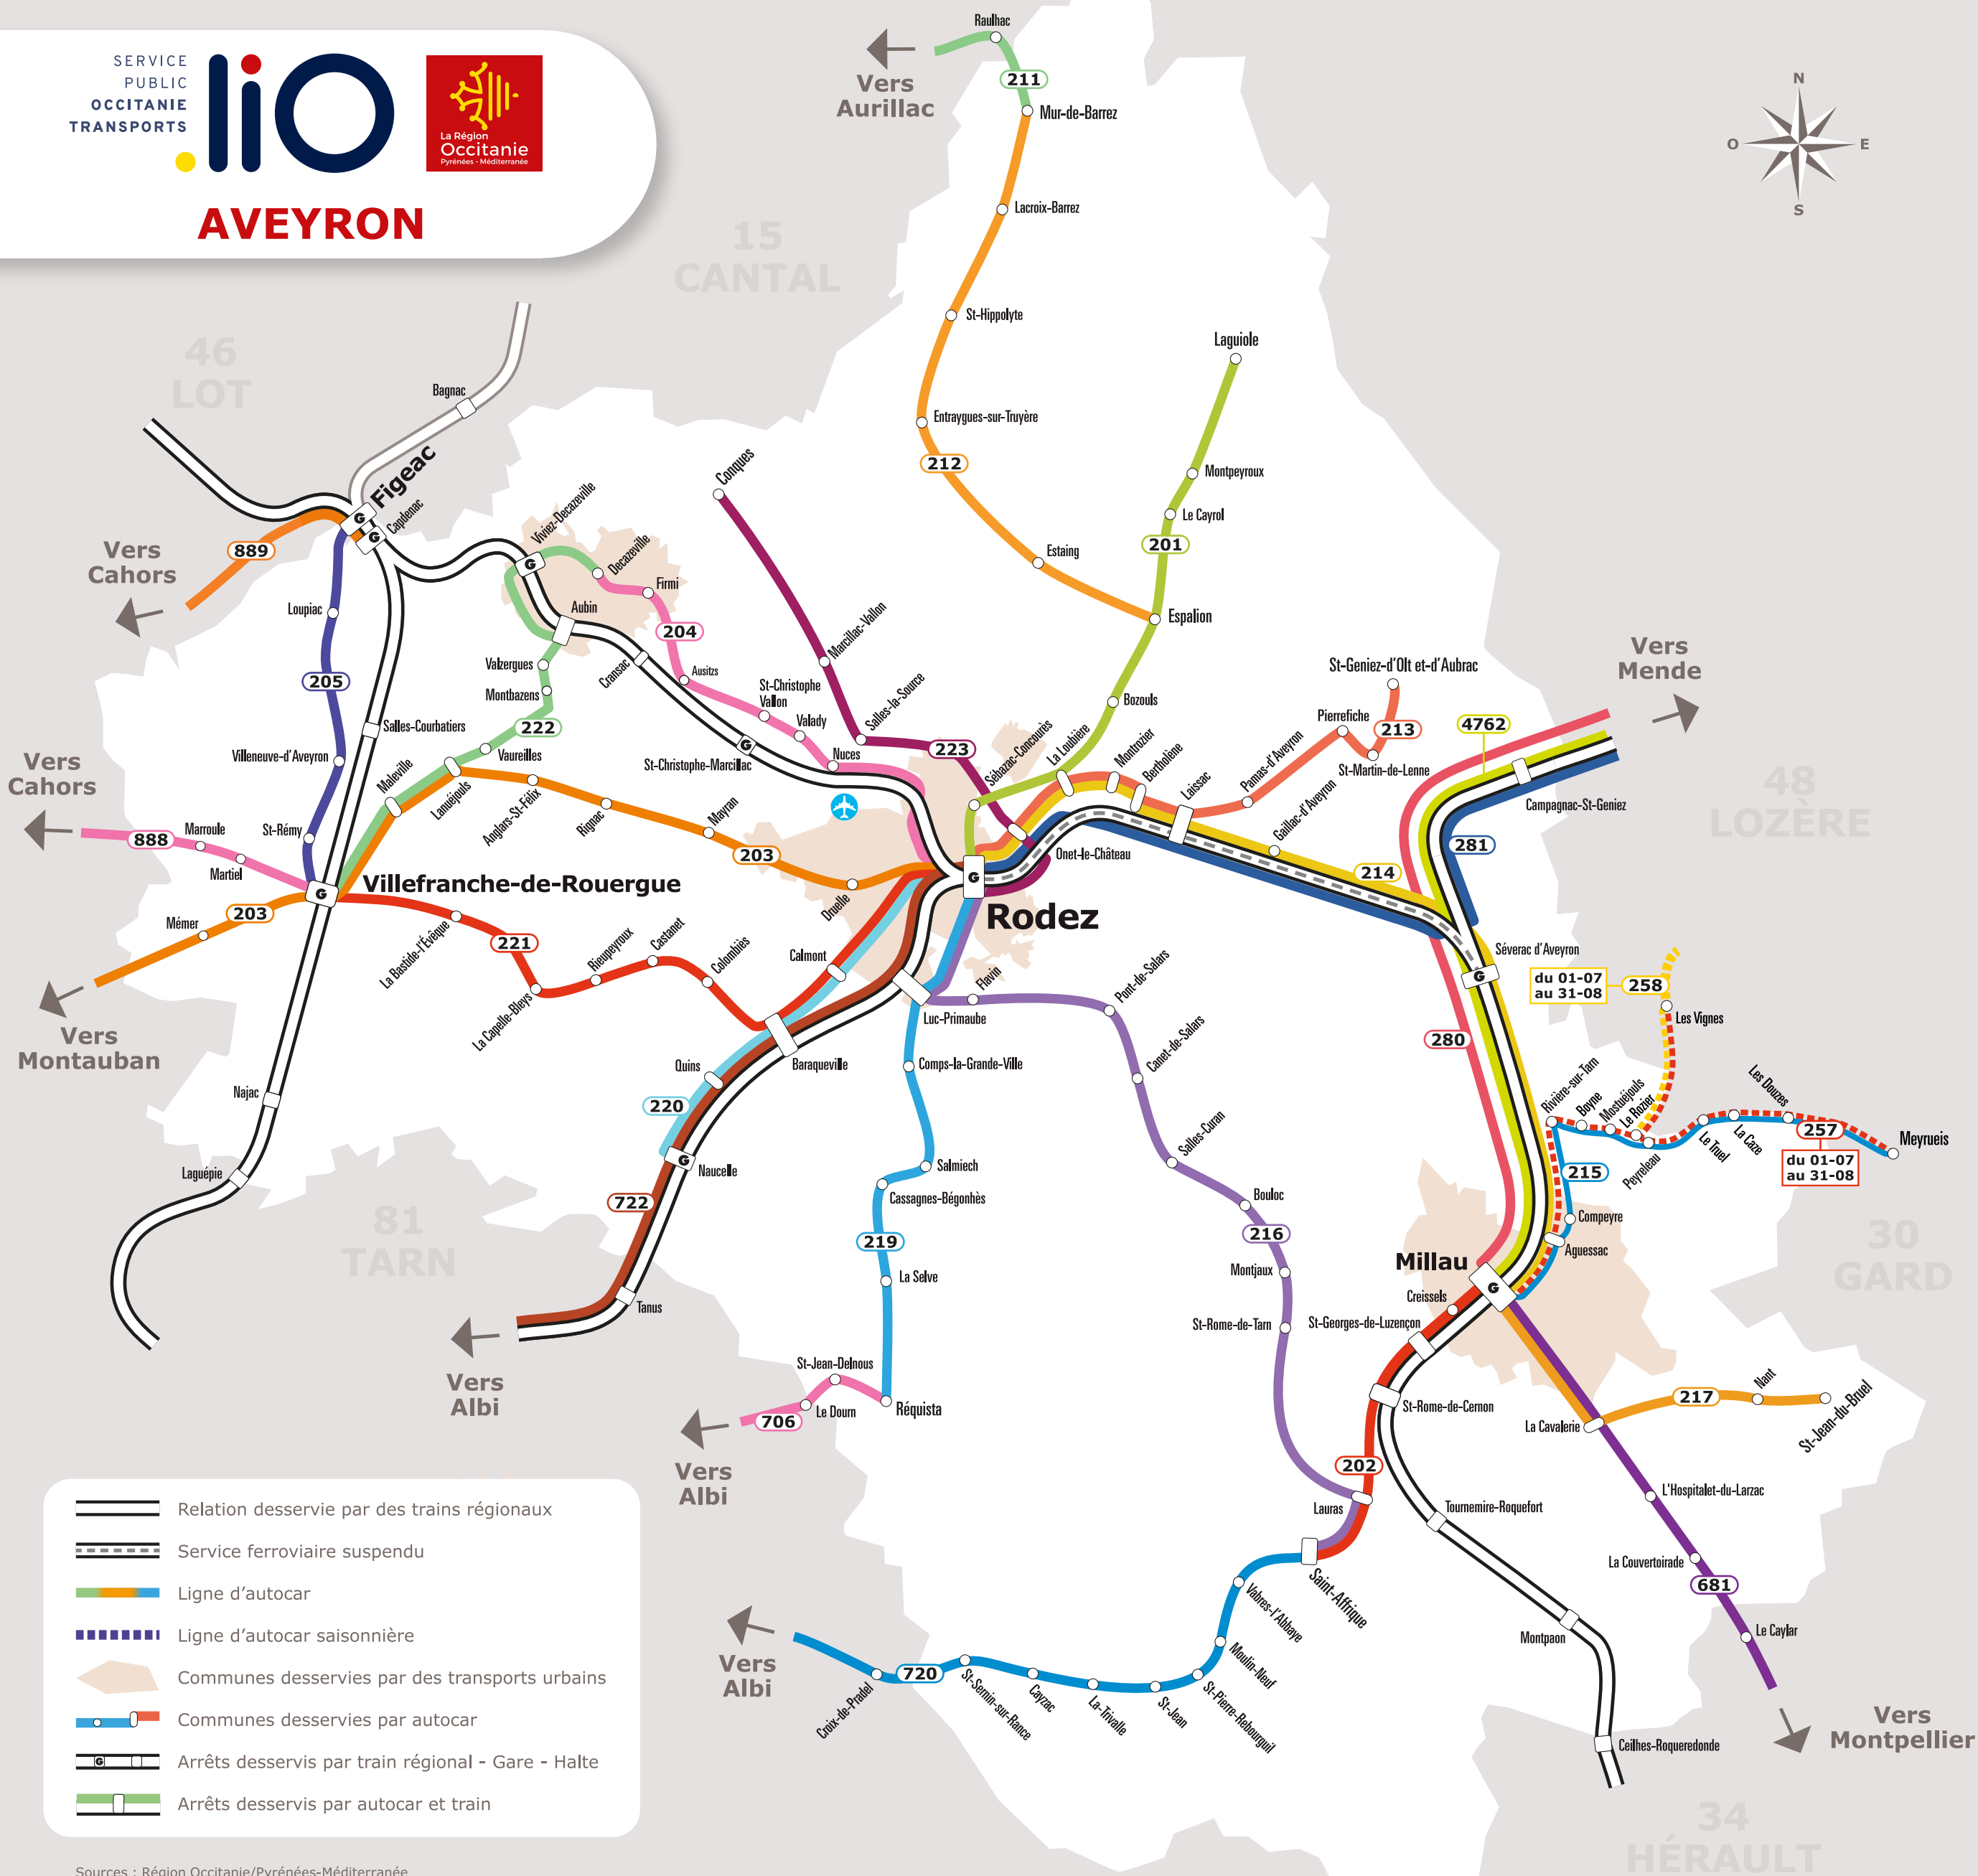 SERVICE
PUBLIC
OCCITANIE
TRANSPORTS
.liO
La Région
Occitanie
Pyrénées - Méditerranée
AVEYRON
N
O
E
S
15
CANTAL
46
LOT
48
LOZÈRE
81
TARN
30
GARD
34
HÉRAULT
Vers
Aurillac
Raulhac
211
Mur-de-Barrez
Lacroix-Barrez
St-Hippolyte
Entraygues-sur-Truyère
212
Estaing
Laguiole
Montpeyroux
Le Cayrol
201
Espalion
Bozouls
Bagnac
Figeac
G
G
Capdenac
Vers
Cahors
889
Loupiac
205
Villeneuve-d'Aveyron
St-Rémy
Salles-Courbatiers
Viviez-Decazeville
G
Decazeville
Firmi
Aubin
204
Valzergues
Montbazens
222
Vaureilles
Cransac
Ausitzs
St-Christophe
Vallon
Valady
Nuces
St-Christophe-Marcillac
G
Conques
Marcillac-Vallon
Salles-la-Source
223
Sébazac-Concourès
La Loubière
Montrozier
Bertholène
Laissac
Palmas-d'Aveyron
Pierrefiche
213
St-Geniez-d'Olt et-d'Aubrac
St-Martin-de-Lenne
Gaillac-d'Aveyron
214
Onet-le-Château
4762
Vers
Mende
Campagnac-St-Geniez
281
Vers
Cahors
888
Marroule
Martiel
G
Villefranche-de-Rouergue
Maleville
Lanuéjouls
Anglars-St-Félix
Rignac
Mayran
203
Druelle
G
Rodez
Mémer
203
Vers
Montauban
La Bastide-l'Évêque
221
La Capelle-Bleys
Rieupeyroux
Castanet
Colombiès
Calmont
Najac
Laguépie
Quins
220
Baraqueville
Luc-Primaube
Flavin
Pont-de-Salars
Canet-de-Salars
Salles-Curan
Bouloc
216
Montjaux
St-Rome-de-Tarn
G
Naucelle
722
Tanus
Vers
Albi
Comps-la-Grande-Ville
Salmiech
Cassagnes-Bégonhès
219
La Selve
Réquista
St-Jean-Delnous
Le Dourn
706
Vers
Albi
Séverac d'Aveyron
G
280
du 01-07
au 31-08
258
Les Vignes
Rivière-sur-Tarn
Boyne
Mostuéjouls
Le Rozier
Peyreleau
Le Truel
La Caze
Les Douzes
257
du 01-07
au 31-08
Meyrueis
215
Compeyre
Aguessac
Millau
G
Creissels
St-Georges-de-Luzençon
St-Rome-de-Cernon
202
Lauras
Saint-Affrique
Tournemire-Roquefort
Montpaon
Ceilhes-Roqueredonde
La Cavalerie
217
Nant
St-Jean-du-Bruel
L'Hospitalet-du-Larzac
La Couvertoirade
681
Le Caylar
Vers
Montpellier
Vabres-l'Abbaye
Moulin-Neuf
St-Pierre-Rebourguil
St-Jean
La-Trivalle
Cayzac
St-Sernin-sur-Rance
720
Croix-de-Pradel
Vers
Albi
Relation desservie par des trains régionaux
Service ferroviaire suspendu
Ligne d'autocar
Ligne d'autocar saisonnière
Communes desservies par des transports urbains
Communes desservies par autocar
G
Arrêts desservis par train régional - Gare - Halte
Arrêts desservis par autocar et train
Sources : Région Occitanie/Pyrénées-Méditerranée